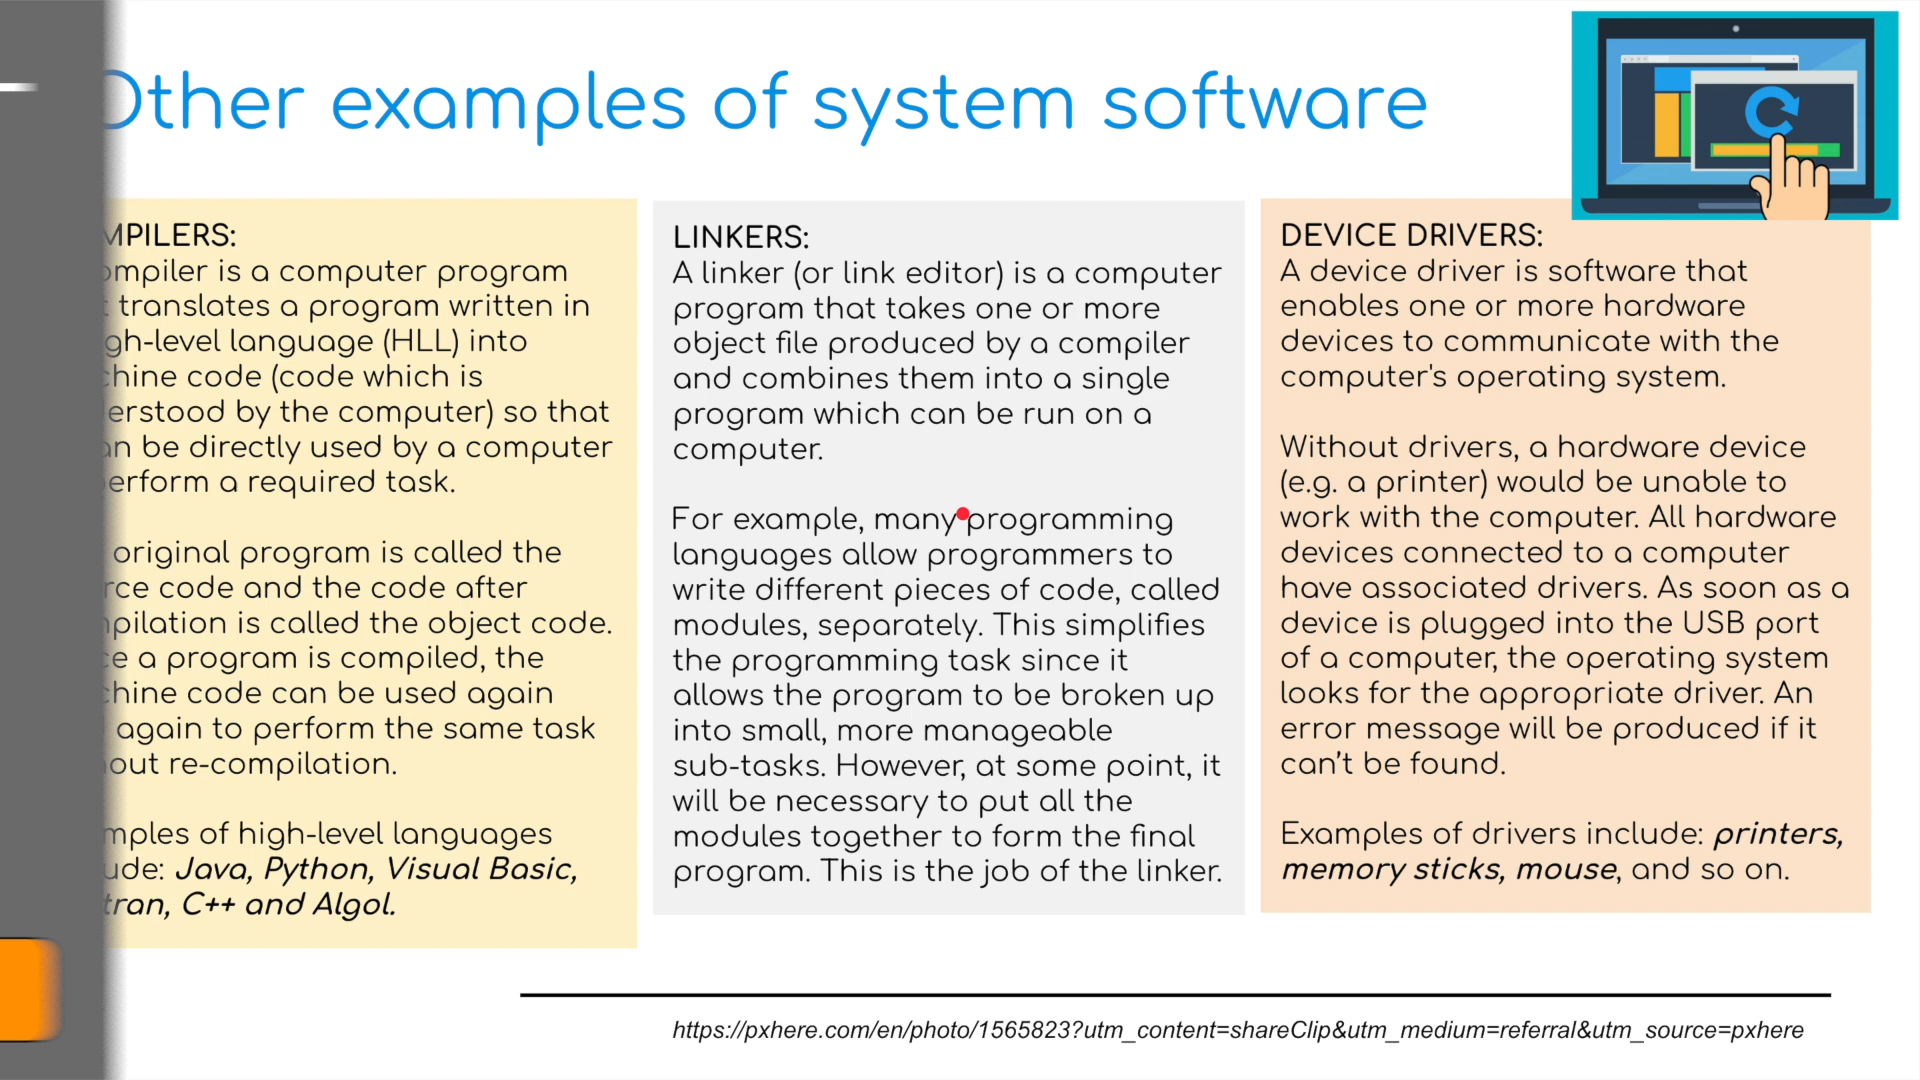 Other examples of system software
MPILERS:
ompiler is a computer program
t translates a program written in
gh-level language (HLL) into
chine code (code which is
derstood by the computer) so that
an be directly used by a computer
perform a required task.
original program is called the
rce code and the code after
mpilation is called the object code.
ce a program is compiled, the
chine code can be used again
again to perform the same task
hout re-compilation.
mples of high-level languages
ude: Java, Python, Visual Basic,
tran, C++ and Algol.
LINKERS:
A linker (or link editor) is a computer
program that takes one or more
object file produced by a compiler
and combines them into a single
program which can be run on a
computer.
For example, many programming
languages allow programmers to
write different pieces of code, called
modules, separately. This simplifies
the programming task since it
allows the program to be broken up
into small, more manageable
sub-tasks. However, at some point, it
will be necessary to put all the
modules together to form the final
program. This is the job of the linker.
DEVICE DRIVERS:
A device driver is software that
enables one or more hardware
devices to communicate with the
computer's operating system.
Without drivers, a hardware device
(e.g. a printer) would be unable to
work with the computer. All hardware
devices connected to a computer
have associated drivers. As soon as a
device is plugged into the USB port
of a computer, the operating system
looks for the appropriate driver. An
error message will be produced if it
can’t be found.
Examples of drivers include: printers,
memory sticks, mouse, and so on.
https://pxhere.com/en/photo/1565823?utm_content=shareClip&utm_medium=referral&utm_source=pxhere